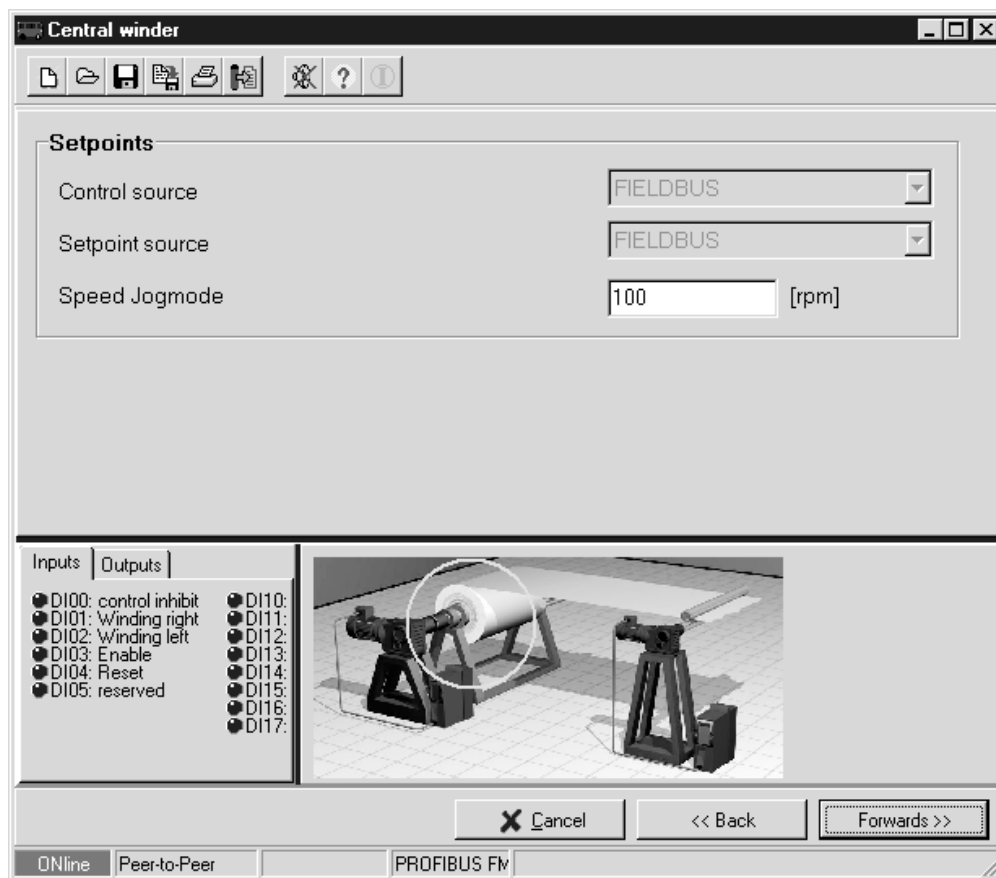 Central winder
?
Setpoints
Control source FIELDBUS
Setpoint source FIELDBUS
Speed Jogmode 100 [rpm]
Inputs Outputs
DI00: control inhibit DI10:
DI01: Winding right DI11:
DI02: Winding left DI12:
DI03: Enable DI13:
DI04: Reset DI14:
DI05: reserved DI15:
DI16:
DI17:
Cancel << Back Forwards >>
ONline Peer-to-Peer PROFIBUS FM